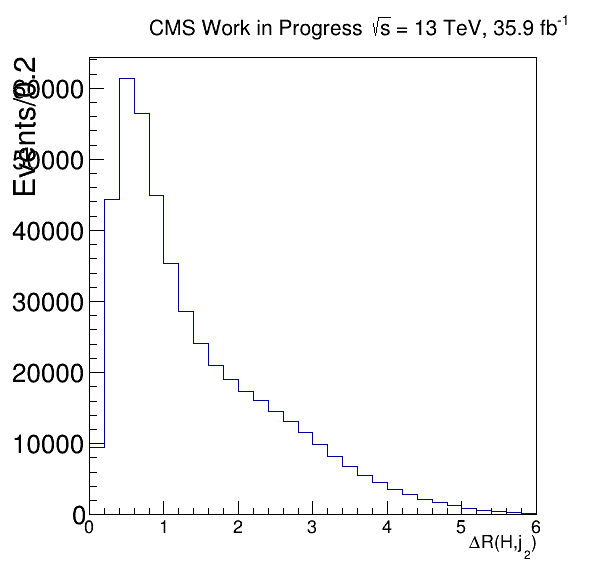 CMS Work in Progress √s = 13 TeV, 35.9 fb⁻¹
Events/0.2
60000
50000
40000
30000
20000
10000
0
0 1 2 3 4 5 6
ΔR(H,j₂)